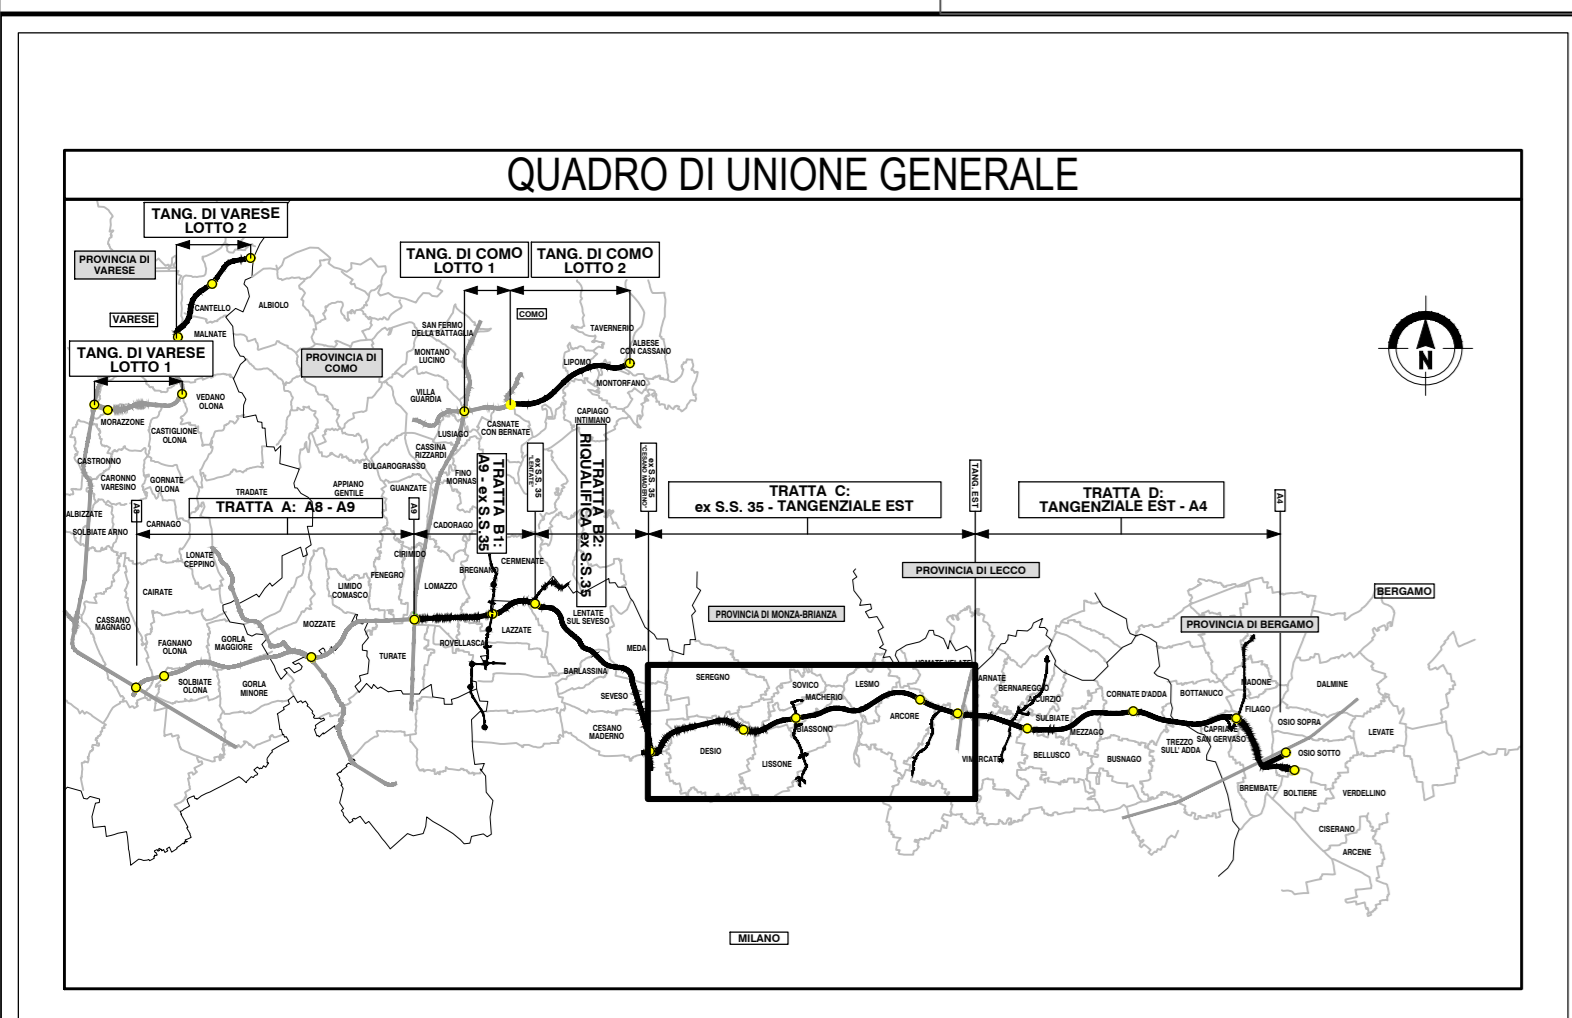 QUADRO DI UNIONE GENERALE
TANG. DI VARESE
LOTTO 2
PROVINCIA DI
VARESE
CANTELLO
ALBIOLO
VARESE
MALNATE
TANG. DI VARESE
LOTTO 1
PROVINCIA DI
COMO
VEDANO
OLONA
MORAZZONE
CASTIGLIONE
OLONA
TANG. DI COMO
LOTTO 1
TANG. DI COMO
LOTTO 2
COMO
SAN FERMO
DELLA BATTAGLIA
TAVERNERIO
ALBESE
CON CASSANO
MONTANO
LUCINO
LIPOMO
MONTORFANO
VILLA
GUARDIA
CAPIAGO
INTIMIANO
CASNATE
CON BERNATE
LUSIAGO
CASSINA
RIZZARDI
BULGAROGRASSO
FINO
MORNAS
GUANZATE
APPIANO
GENTILE
CASTRONNO
CARONNO
VARESINO
GORNATE
OLONA
TRADATE
ALBIZZATE
SOLBIATE ARNO
CARNAGO
A8
TRATTA A: A8 - A9
A9
CADORAGO
TRATTA B1:
A9 - ex S.S.35
ex S.S. 35
"LENTATE"
TRATTA B2:
RIQUALIFICA ex S.S.35
ex S.S. 35
"CESANO MADERNO"
TRATTA C:
ex S.S. 35 - TANGENZIALE EST
TANG. EST
TRATTA D:
TANGENZIALE EST - A4
A4
N
LONATE
CEPPINO
CIRIMIDO
FENEGRO
LOMAZZO
BREGNANO
CERMENATE
LIMIDO
COMASCO
CAIRATE
CASSANO
MAGNAGO
MOZZATE
GORLA
MAGGIORE
FAGNANO
OLONA
SOLBIATE
OLONA
GORLA
MINORE
TURATE
ROVELLASCA
LAZZATE
LENTATE
SUL SEVESO
BARLASSINA
MEDA
SEVESO
CESANO
MADERNO
PROVINCIA DI MONZA-BRIANZA
PROVINCIA DI LECCO
PROVINCIA DI BERGAMO
BERGAMO
SEREGNO
SOVICO
MACHERIO
LESMO
USMATE VELATE
ARCORE
BIASSONO
DESIO
LISSONE
ARNATE
BERNAREGGIO
AICURZIO
SULBIATE
MEZZAGO
VIMERCATE
BELLUSCO
CORNATE D'ADDA
BUSNAGO
BOTTANUCO
TREZZO
SULL' ADDA
MADONE
FILAGO
CAPRIATE
SAN GERVASO
DALMINE
OSIO SOPRA
OSIO SOTTO
LEVATE
BREMBATE
BOLTIERE
VERDELLINO
CISERANO
ARCENE
MILANO